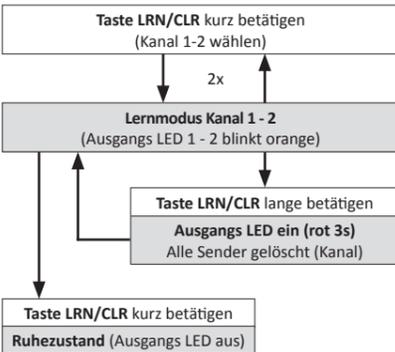 Taste LRN/CLR kurz betätigen
(Kanal 1-2 wählen)
2x
Lernmodus Kanal 1 - 2
(Ausgangs LED 1 - 2 blinkt orange)
Taste LRN/CLR lange betätigen
Ausgangs LED ein (rot 3s)
Alle Sender gelöscht (Kanal)
Taste LRN/CLR kurz betätigen
Ruhezustand (Ausgangs LED aus)